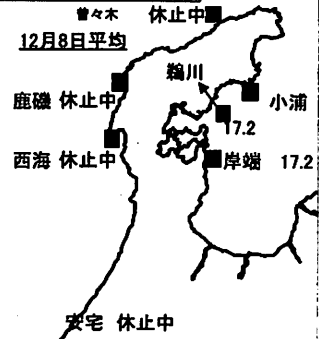 曽々木 休止中
12月8日平均
鵜川
鹿磯 休止中
小浦
17.2
西海 休止中
岸端 17.2
安宅 休止中